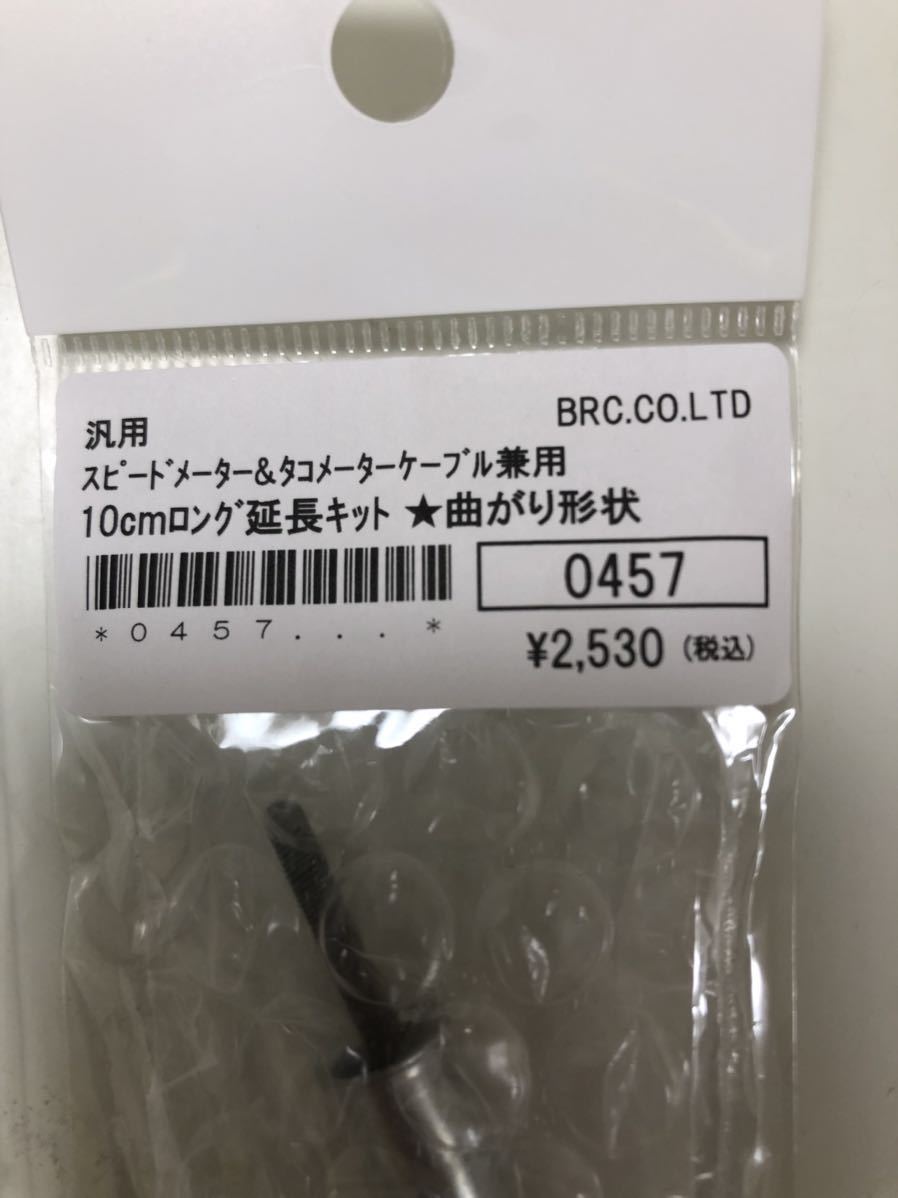 汎用
BRC.CO.LTD
ｽﾋﾟｰﾄﾞﾒｰﾀｰ&ﾀｺﾒｰﾀｰｹｰﾌﾞﾙ兼用
10cmﾛﾝｸﾞ延長ｷｯﾄ ★曲がり形状
0457
*0457...*
¥2,530 (税込)